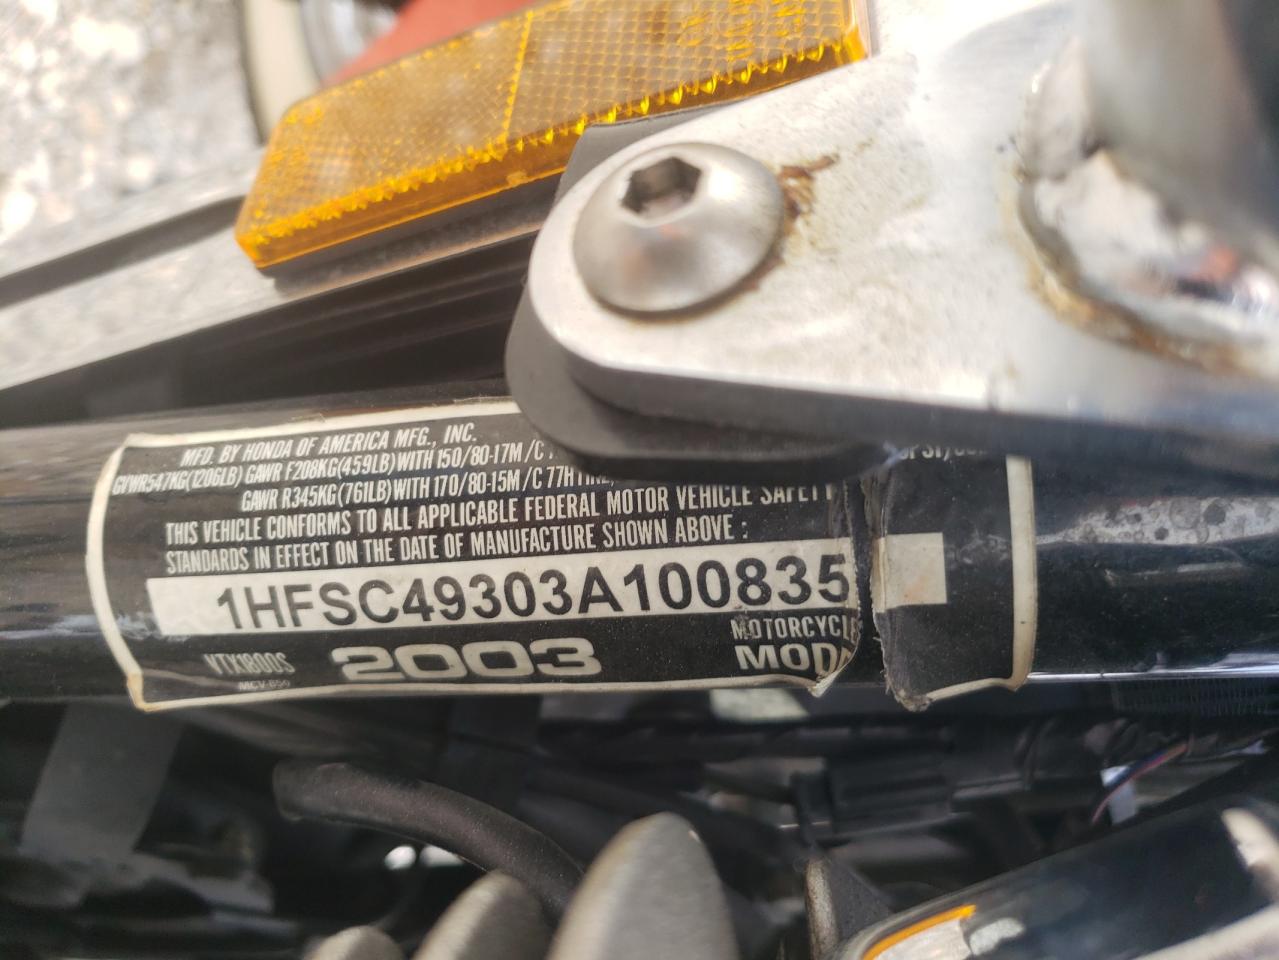 MFD. BY HONDA OF AMERICA MFG., INC.
GVWR547KG(1206LB) GAWR F208KG(459LB)WITH 150/80-17M/C
GAWR R345KG(761LB)WITH 170/80-15M/C 77H
THIS VEHICLE CONFORMS TO ALL APPLICABLE FEDERAL MOTOR VEHICLE SAFETY
STANDARDS IN EFFECT ON THE DATE OF MANUFACTURE SHOWN ABOVE :
1HFSC49303A100835
MOTORCYCLE
VTX1800S 2003 MOD
MCV-650